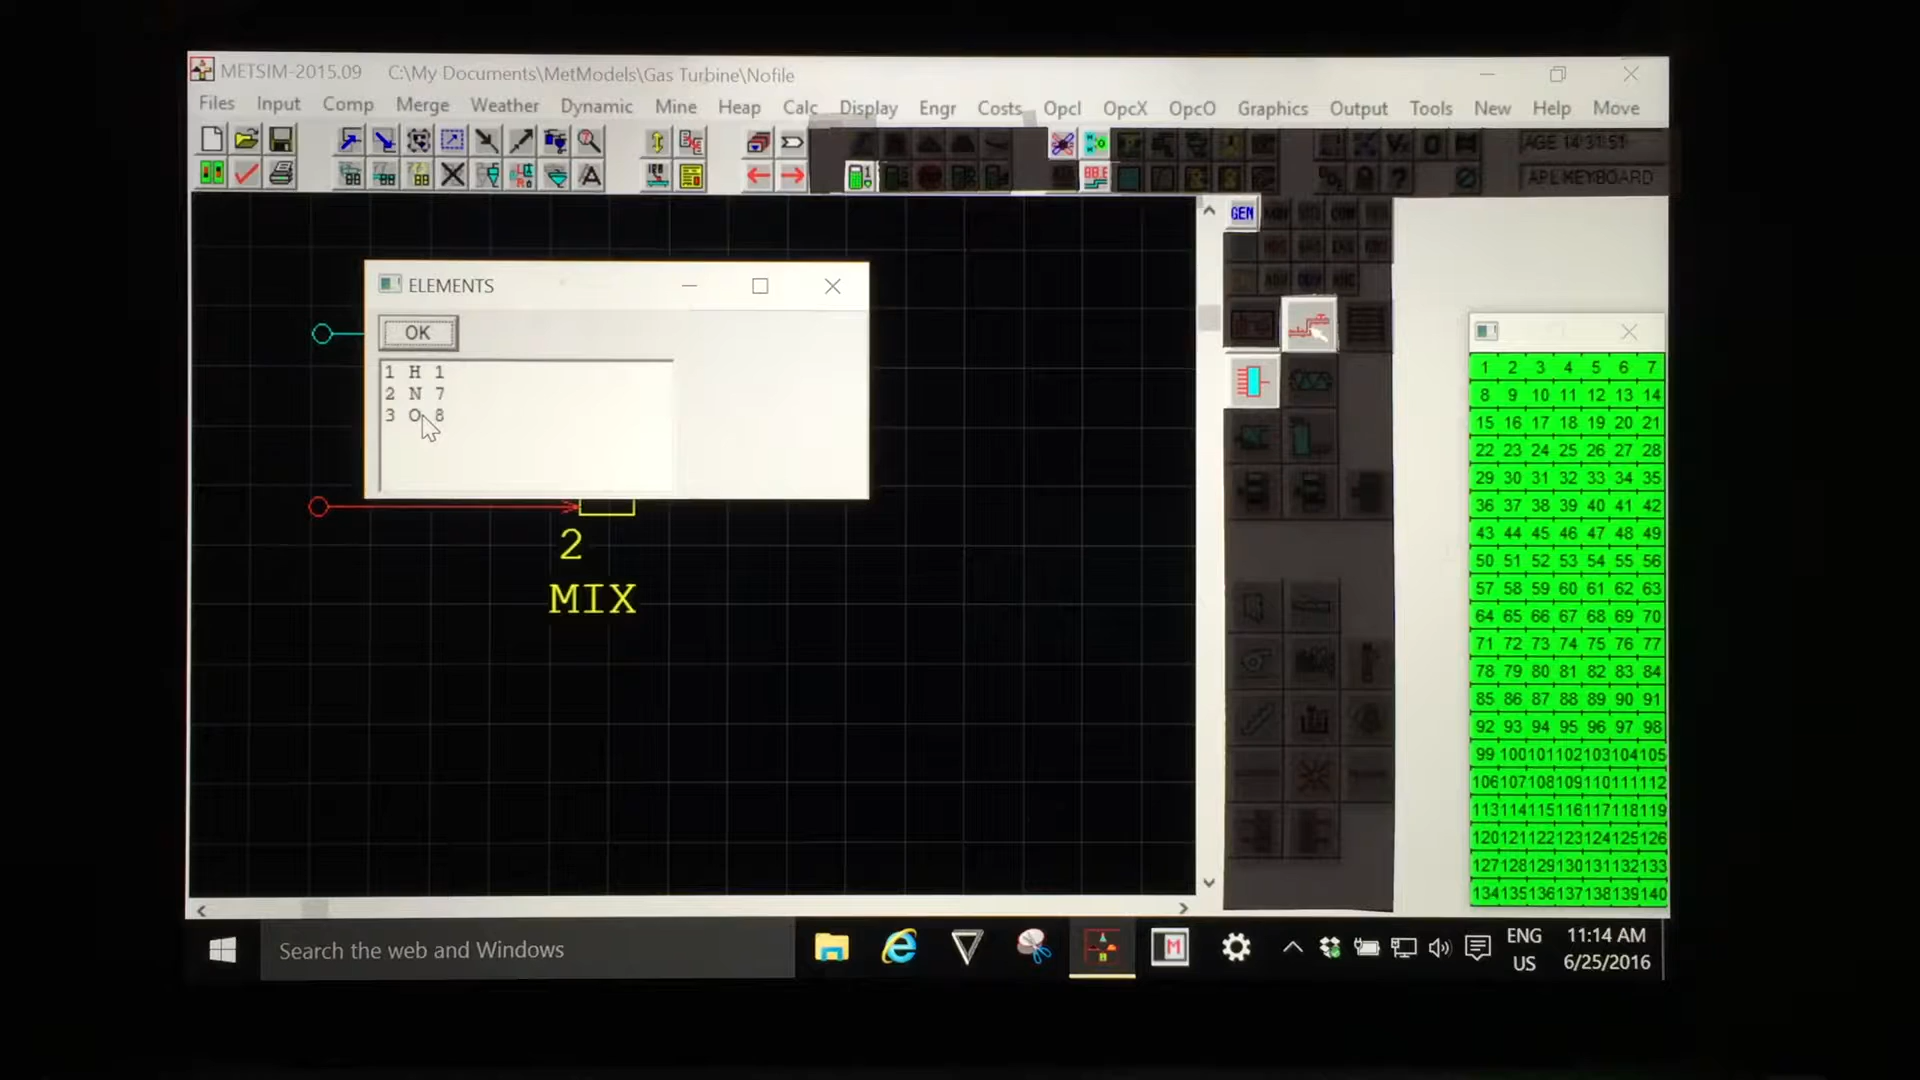 METSIM-2015.09 C:\My Documents\MetModels\Gas Turbine\Nofile
Files Input Comp Merge Weather Dynamic Mine Heap Calc Display Engr Costs OpcI OpcX OpcO Graphics Output Tools New Help Move
AGE 14:31:51
APL KEYBOARD
GEN
ELEMENTS
OK
1 H 1
2 N 7
3 O 8
2
MIX
1 2 3 4 5 6 7
8 9 10 11 12 13 14
15 16 17 18 19 20 21
22 23 24 25 26 27 28
29 30 31 32 33 34 35
36 37 38 39 40 41 42
43 44 45 46 47 48 49
50 51 52 53 54 55 56
57 58 59 60 61 62 63
64 65 66 67 68 69 70
71 72 73 74 75 76 77
78 79 80 81 82 83 84
85 86 87 88 89 90 91
92 93 94 95 96 97 98
99 100 101 102 103 104 105
106 107 108 109 110 111 112
113 114 115 116 117 118 119
120 121 122 123 124 125 126
127 128 129 130 131 132 133
134 135 136 137 138 139 140
Search the web and Windows
ENG 11:14 AM
US 6/25/2016